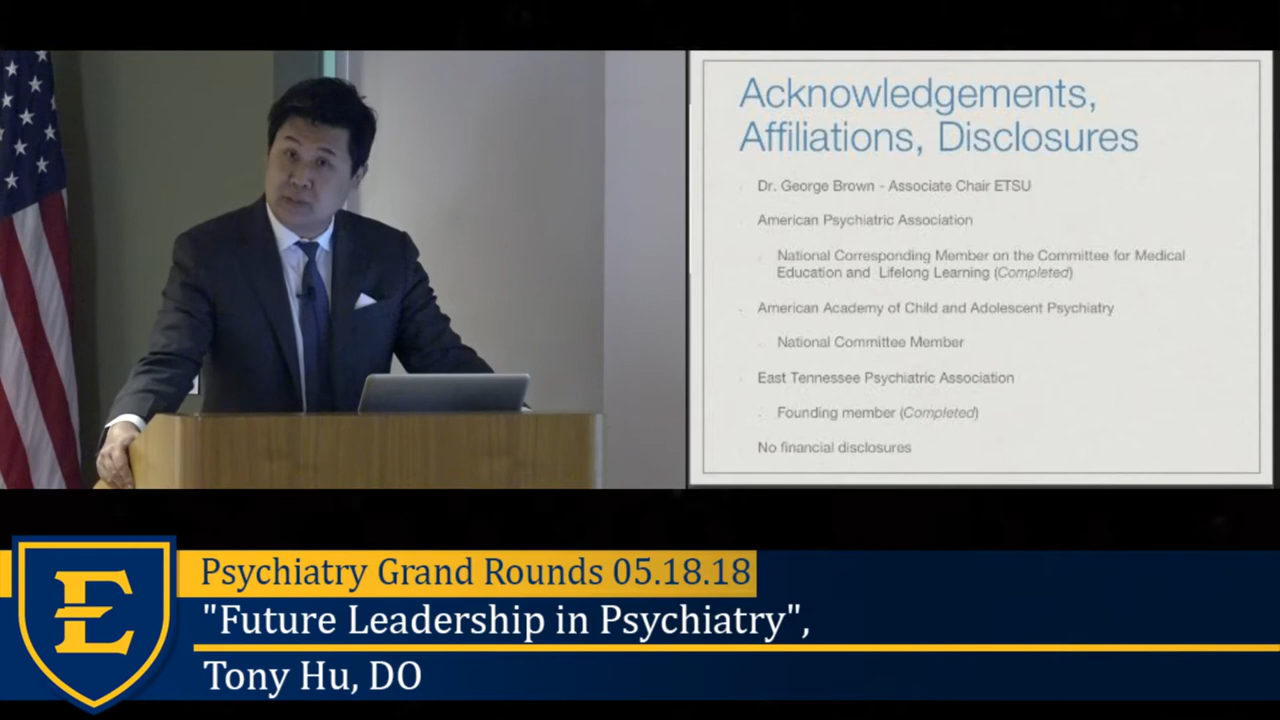 Acknowledgements,
Affiliations, Disclosures
Dr. George Brown - Associate Chair ETSU
American Psychiatric Association
National Corresponding Member on the Committee for Medical
Education and Lifelong Learning (Completed)
American Academy of Child and Adolescent Psychiatry
National Committee Member
East Tennessee Psychiatric Association
Founding member (Completed)
No financial disclosures
E
Psychiatry Grand Rounds 05.18.18
"Future Leadership in Psychiatry",
Tony Hu, DO